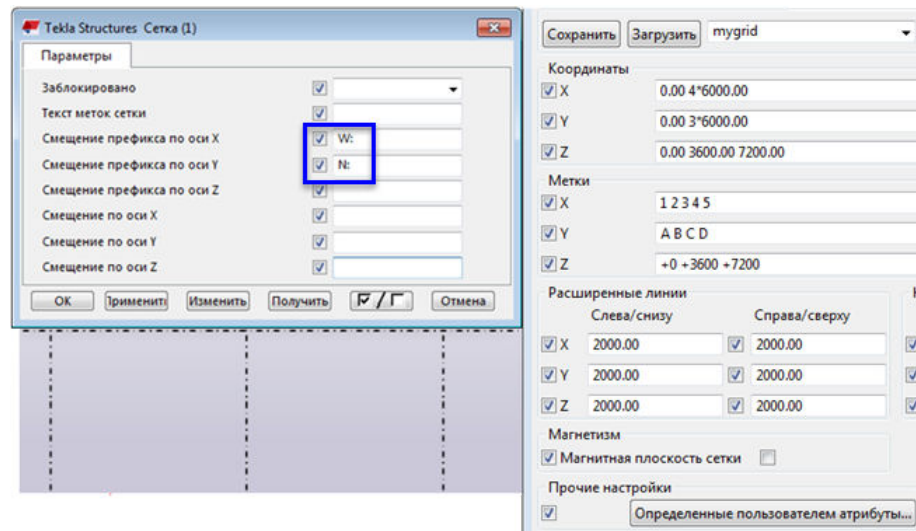 Tekla Structures Сетка (1)
Параметры
Заблокировано
Текст меток сетки
Смещение префикса по оси X W:
Смещение префикса по оси Y N:
Смещение префикса по оси Z
Смещение по оси X
Смещение по оси Y
Смещение по оси Z
OK Применить Изменить Получить Отмена
Сохранить Загрузить mygrid
Координаты
X 0.00 4*6000.00
Y 0.00 3*6000.00
Z 0.00 3600.00 7200.00
Метки
X 1 2 3 4 5
Y A B C D
Z +0 +3600 +7200
Расширенные линии
Слева/снизу Справа/сверху
X 2000.00 2000.00
Y 2000.00 2000.00
Z 2000.00 2000.00
Магнетизм
Магнитная плоскость сетки
Прочие настройки
Определенные пользователем атрибуты...